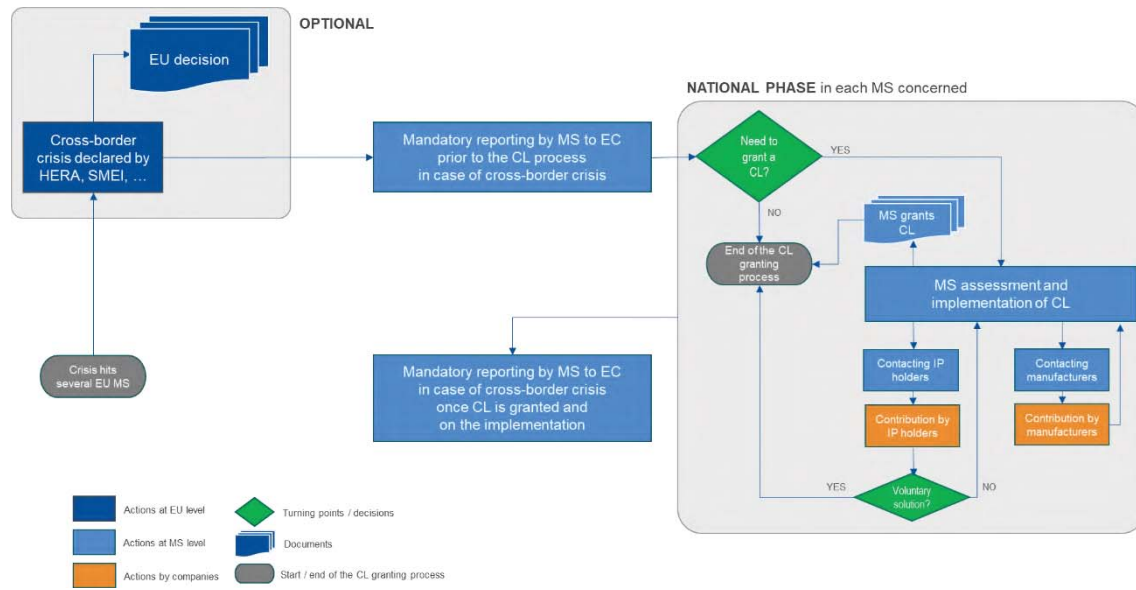 OPTIONAL
EU decision
Cross-border
crisis declared by
HERA, SMEI, ...
Crisis hits
several EU MS
Mandatory reporting by MS to EC
prior to the CL process
in case of cross-border crisis
Mandatory reporting by MS to EC
in case of cross-border crisis
once CL is granted and
on the implementation
NATIONAL PHASE in each MS concerned
Need to
grant a
CL?
YES
NO
MS grants
CL
End of the CL
granting
process
MS assessment and
implementation of CL
Contacting IP
holders
Contacting
manufacturers
Contribution by
IP holders
Contribution by
manufacturers
YES
Voluntary
solution?
NO
Actions at EU level
Actions at MS level
Actions by companies
Turning points / decisions
Documents
Start / end of the CL granting process